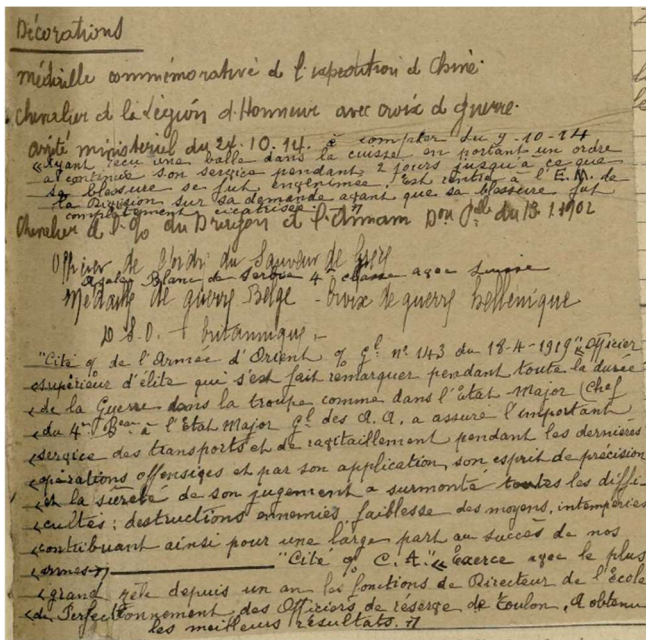 Décorations
médaille commémorative d l'expédition d Chine.
Chevalier d la Légion d'Honneur avec croix d guerre.
arrêté ministériel du 24.10.14. à compter du 9-10-14
«Ayant reçu une balle dans la cuisse en portant un ordre
a continué son service pendant 2 jours jusqu'à ce que
sa blessure se fut envenimée. Est rentré à l'E.M. de
la Division sur sa demande avant que sa blessure fut
complètement cicatrisée. »
Chevalier d l'% du Dragon d l'Annam Don du 13.1.1902
Officier de l'ordre du Sauveur de Grèce
Aigle Blanc de Serbie 4e classe avec
Médaille de guerre Belge - Croix de guerre hellénique
D.S.O. - britannique.-
"Cité % de l'Armée d'Orient % gl n° 143 du 18-4-1919" «Officier
«supérieur d'élite qui s'est fait remarquer pendant toute la durée
«de la Guerre dans la troupe comme dans l'Etat-Major (Chef
«du 4me Beau à l'Etat Major Gl des A.A. a assuré l'important
service des transports et de ravitaillement pendant les dernières
«opérations offensives et par son application, son esprit de précision
«et la sureté de son jugement a surmonté toutes les diffi-
«cultés; destructions ennemies faiblesse des moyens, intempéries
«contribuant ainsi pour une large part au succès de nos
«armes.» "Cité % C.A." «Exerce avec le plus
«grand zèle depuis un an les fonctions de Directeur de l'école
«de Perfectionnement des Officiers de réserve de Toulon, A obtenu
les meilleurs résultats. »